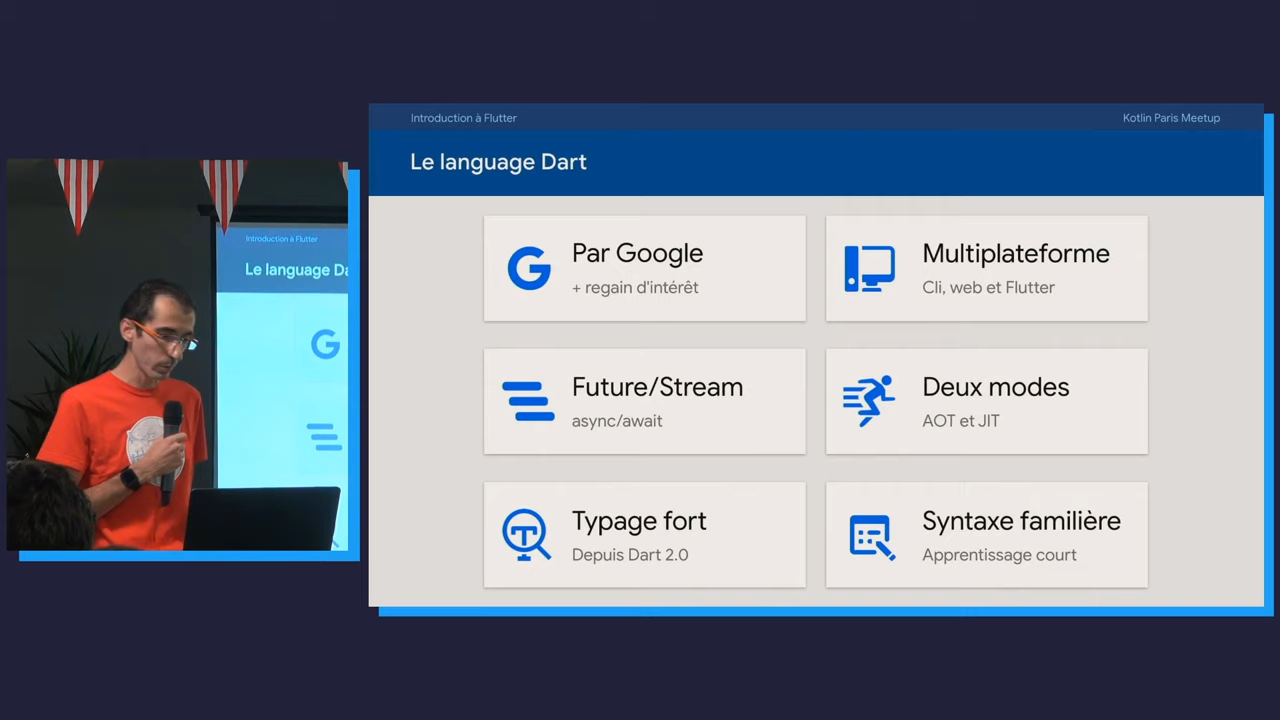 Introduction à Flutter
Kotlin Paris Meetup
Le language Dart
Par Google
+ regain d'intérêt
Multiplateforme
Cli, web et Flutter
Future/Stream
async/await
Deux modes
AOT et JIT
Typage fort
Depuis Dart 2.0
Syntaxe familière
Apprentissage court
Introduction à Flutter
Le language Da